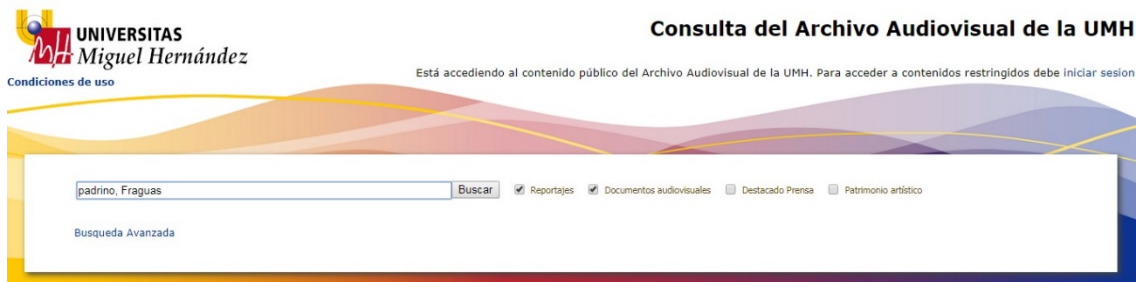 UNIVERSITAS
Miguel Hernández
Consulta del Archivo Audiovisual de la UMH
Condiciones de uso
Está accediendo al contenido público del Archivo Audiovisual de la UMH. Para acceder a contenidos restringidos debe iniciar sesion
padrino, Fraguas Buscar Reportajes Documentos audiovisuales Destacado Prensa Patrimonio artístico
Busqueda Avanzada